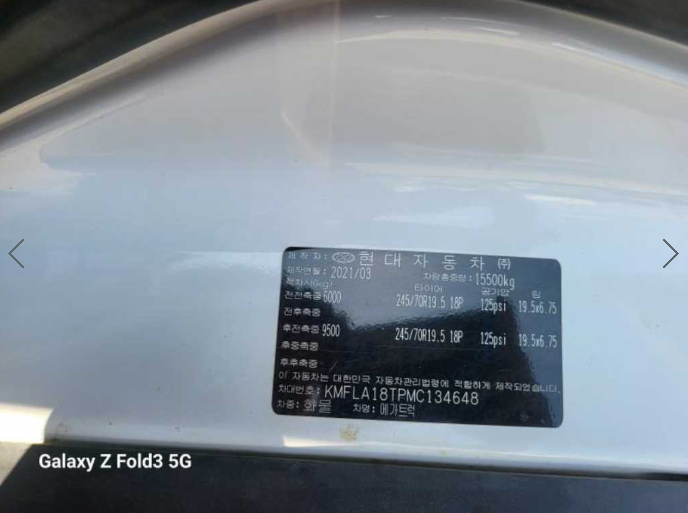 제 작 자 : 현 대 자 동 차 ㈜
제작연월 : 2021/03 차량총중량 : 15500kg
적차시(kg) 타이어 공기압 림
전전축중 6000 245/70R19.5 18P 125psi 19.5x6.75
전후축중
후전축중 9500 245/70R19.5 18P 125psi 19.5x6.75
후중축중
후후축중
이 자동차는 대한민국 자동차관리법령에 적합하게 제작되었습니다.
차대번호 : KMFLA18TPMC134648
차종 : 화물 차명 : 메가트럭
Galaxy Z Fold3 5G